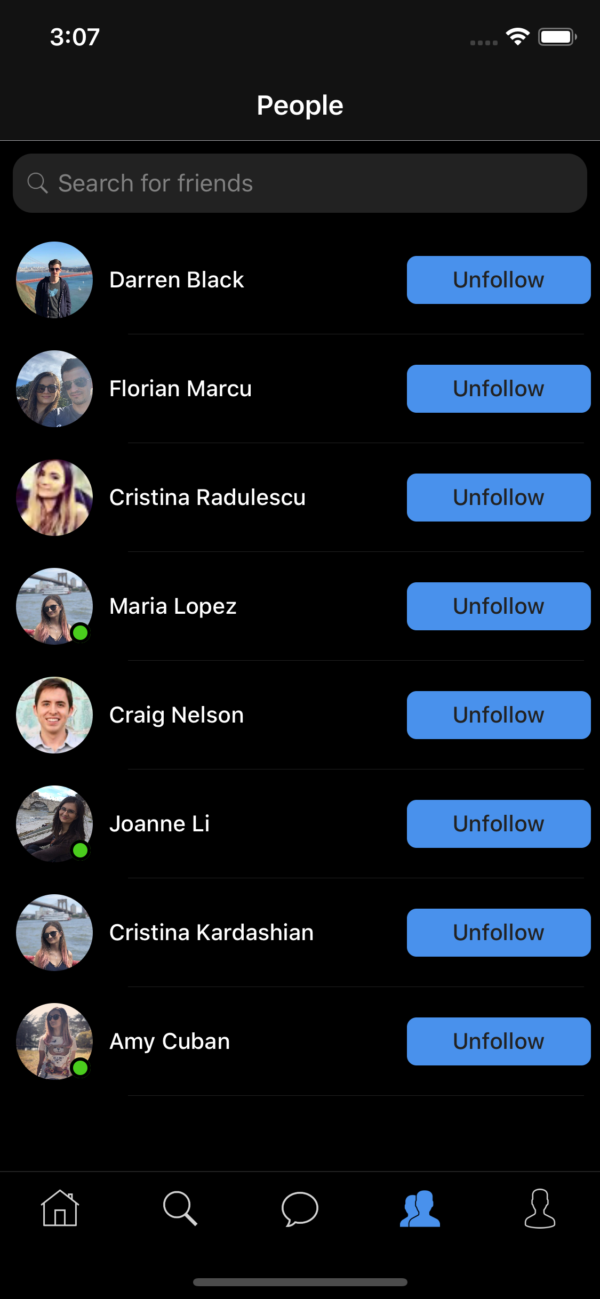 3:07
People
Search for friends
Darren Black Unfollow
Florian Marcu Unfollow
Cristina Radulescu Unfollow
Maria Lopez Unfollow
Craig Nelson Unfollow
Joanne Li Unfollow
Cristina Kardashian Unfollow
Amy Cuban Unfollow